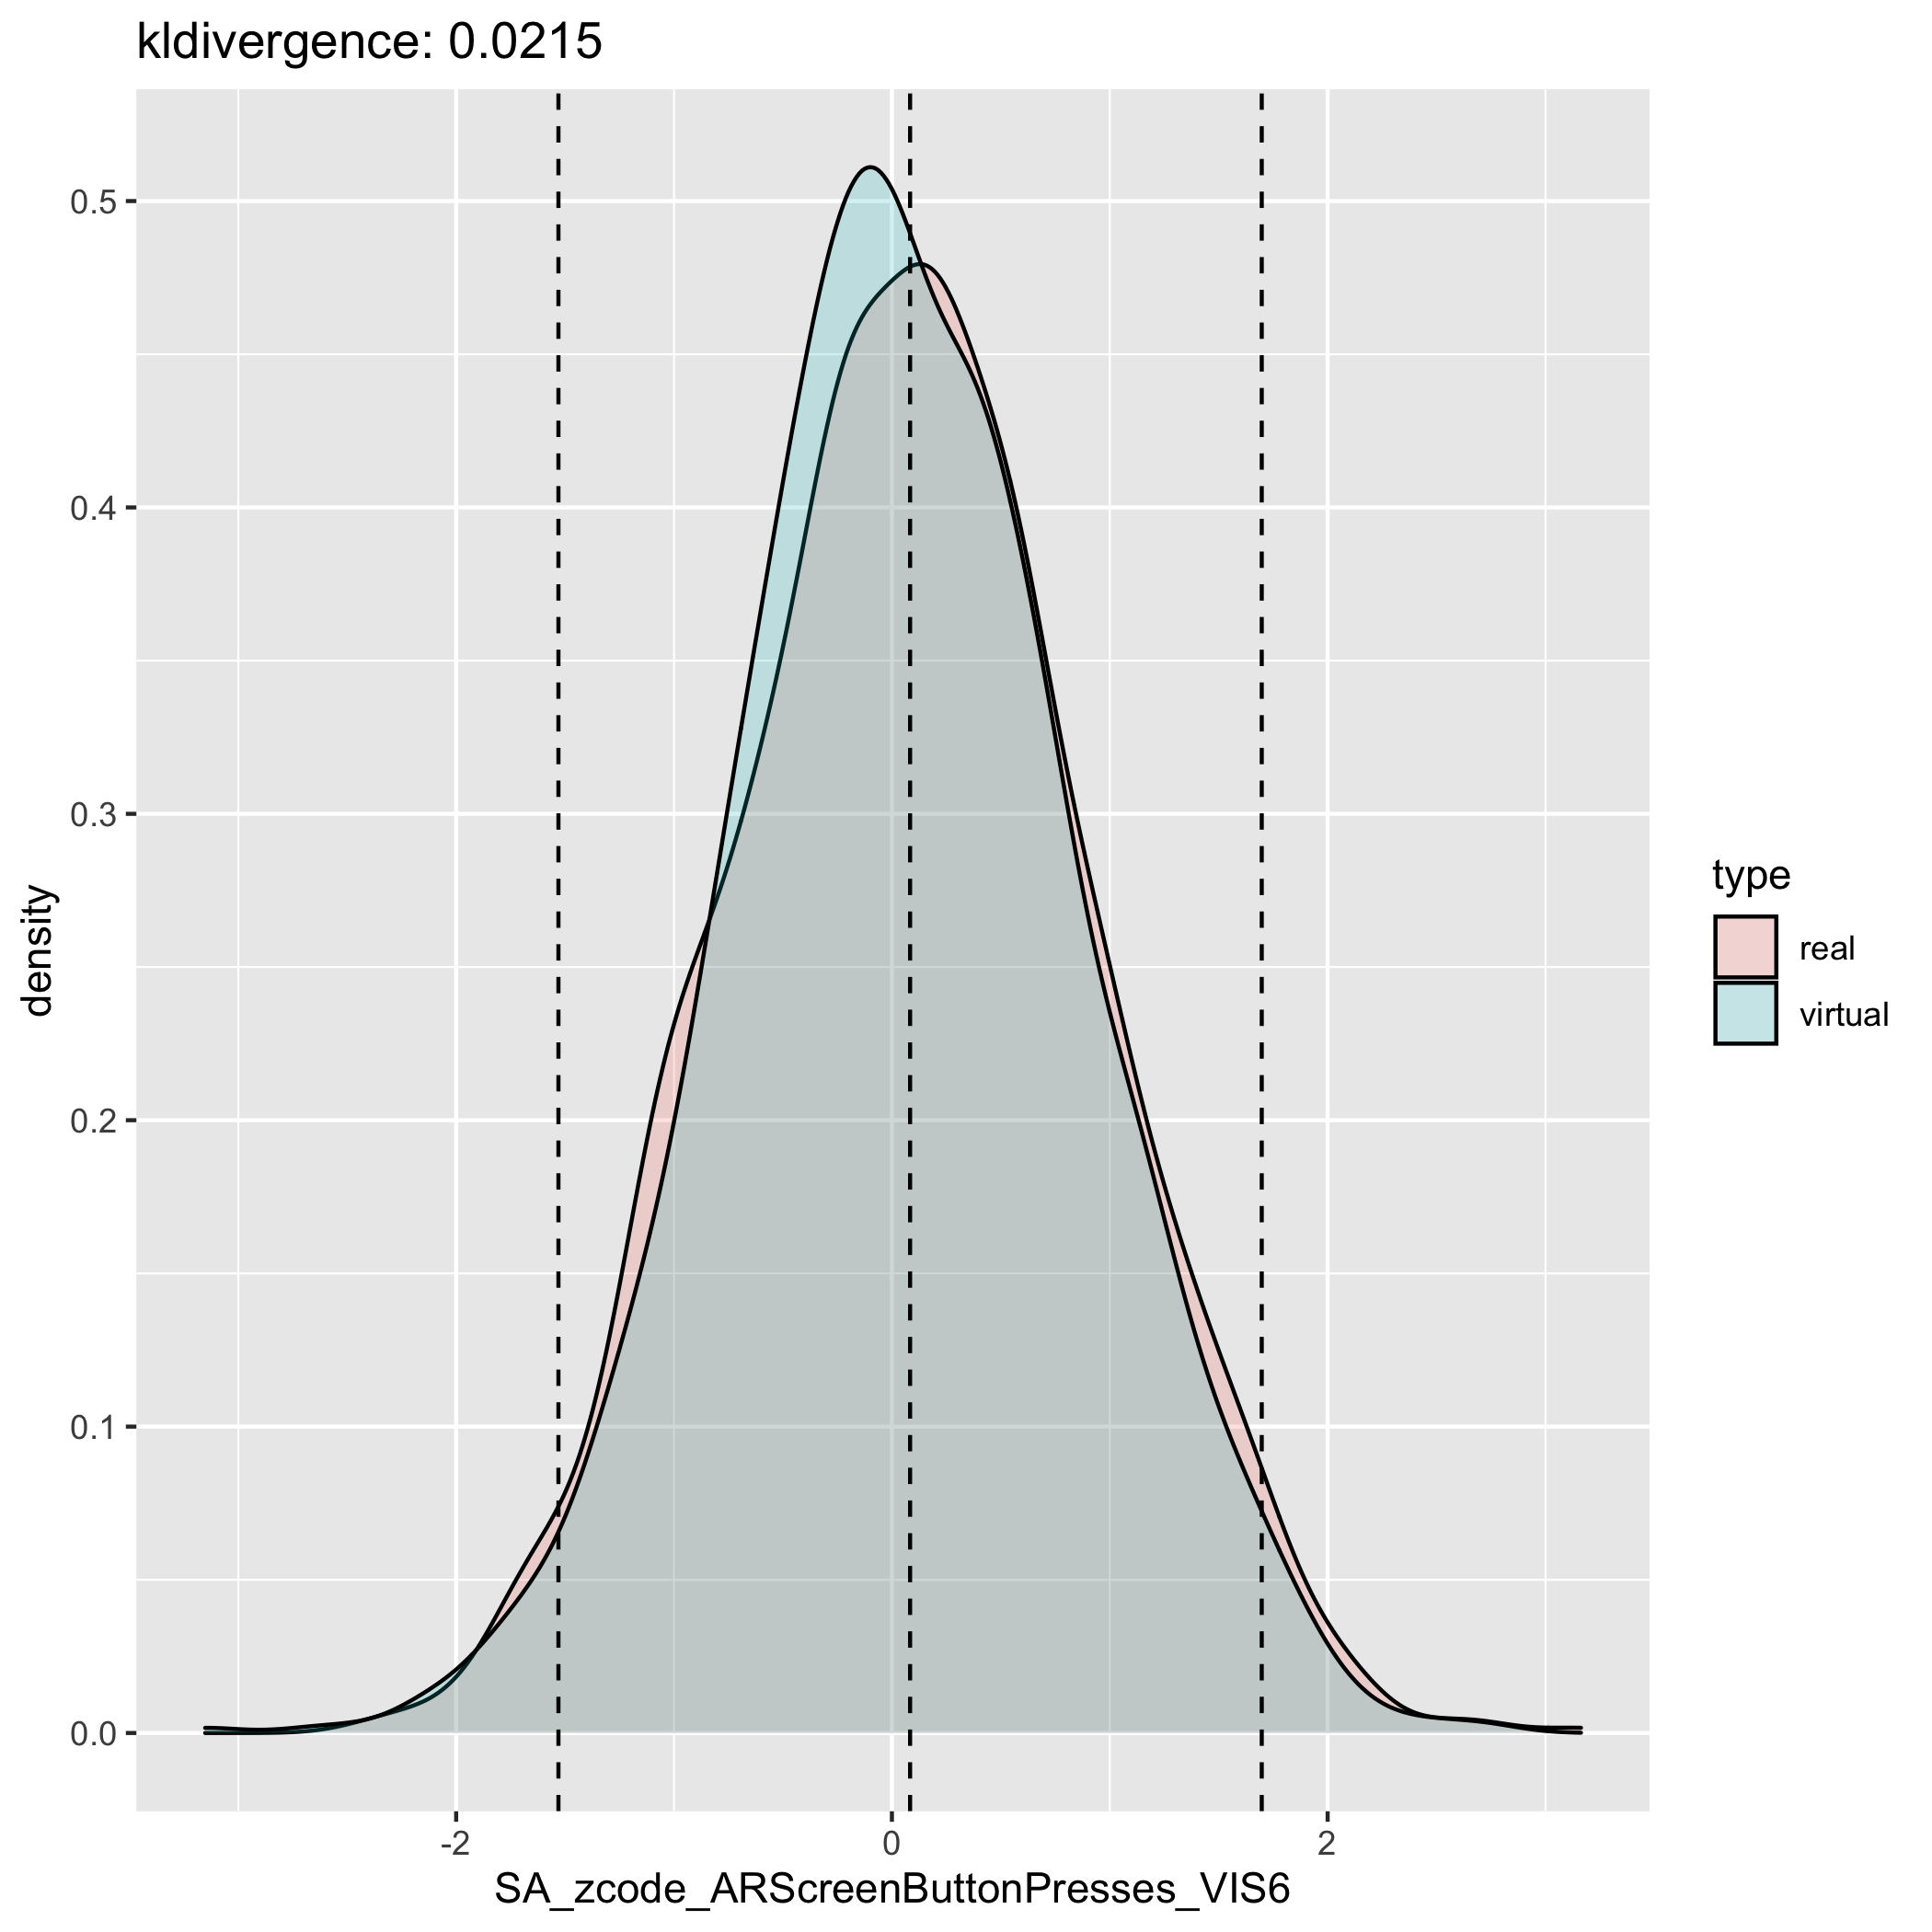 kldivergence: 0.0215
0.5
0.4
0.3
0.2
0.1
0.0
density
-2 0 2
SA_zcode_ARScreenButtonPresses_VIS6
type
real
virtual